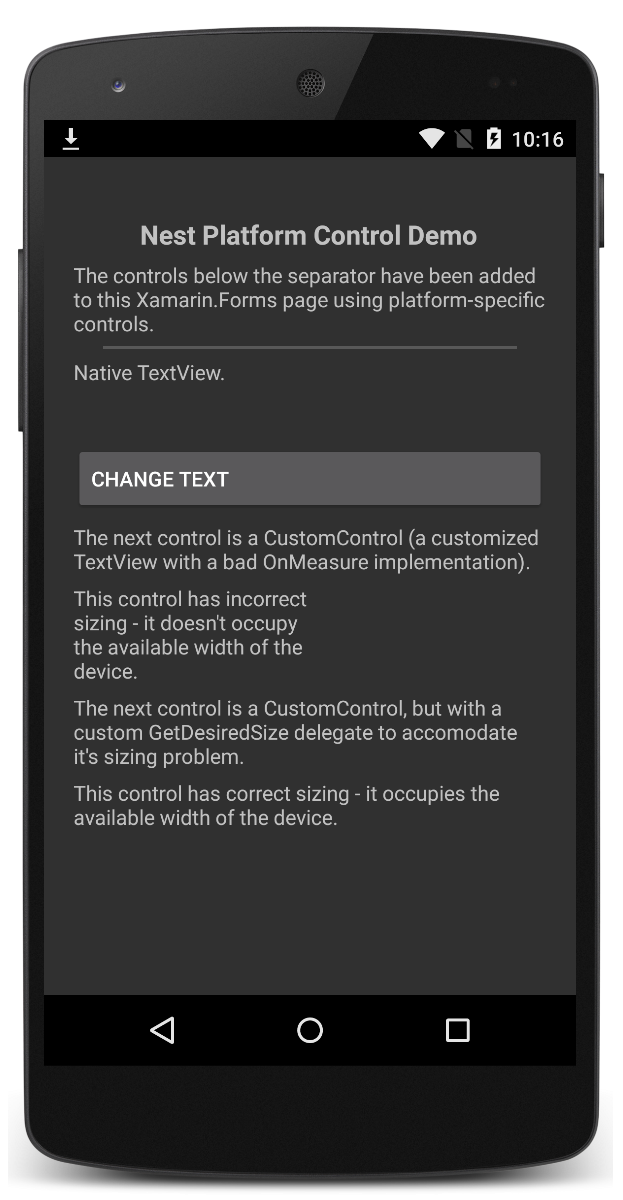 10:16
Nest Platform Control Demo
The controls below the separator have been added
to this Xamarin.Forms page using platform-specific
controls.
Native TextView.
CHANGE TEXT
The next control is a CustomControl (a customized
TextView with a bad OnMeasure implementation).
This control has incorrect
sizing - it doesn't occupy
the available width of the
device.
The next control is a CustomControl, but with a
custom GetDesiredSize delegate to accomodate
it's sizing problem.
This control has correct sizing - it occupies the
available width of the device.